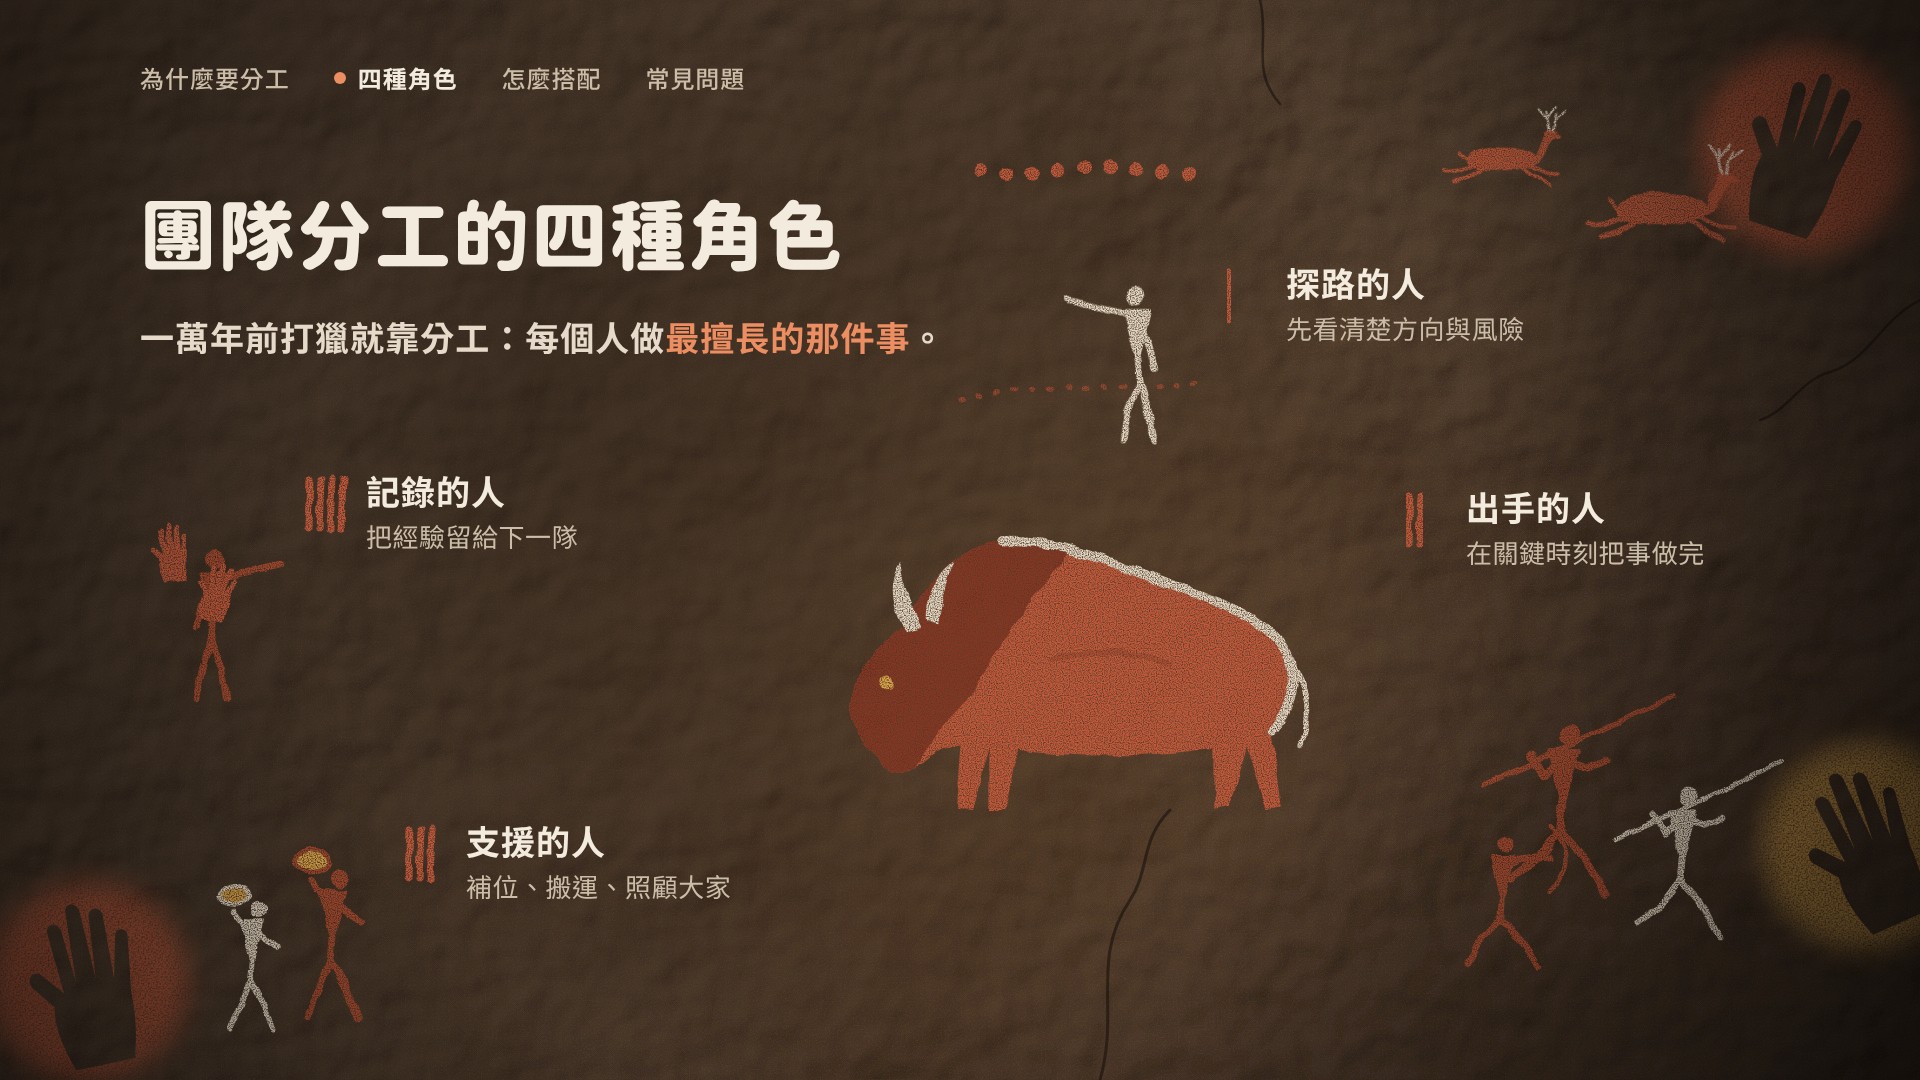 為什麼要分工
四種角色
怎麼搭配
常見問題
團隊分工的四種角色
一萬年前打獵就靠分工：每個人做最擅長的那件事。
探路的人
先看清楚方向與風險
出手的人
在關鍵時刻把事做完
記錄的人
把經驗留給下一隊
支援的人
補位、搬運、照顧大家